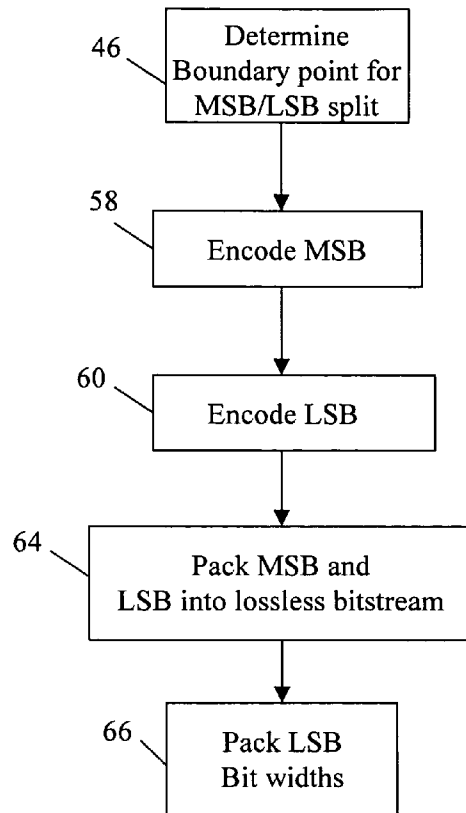 46
Determine
Boundary point for
MSB/LSB split
58
Encode MSB
60
Encode LSB
64
Pack MSB and
LSB into lossless bitstream
66
Pack LSB
Bit widths